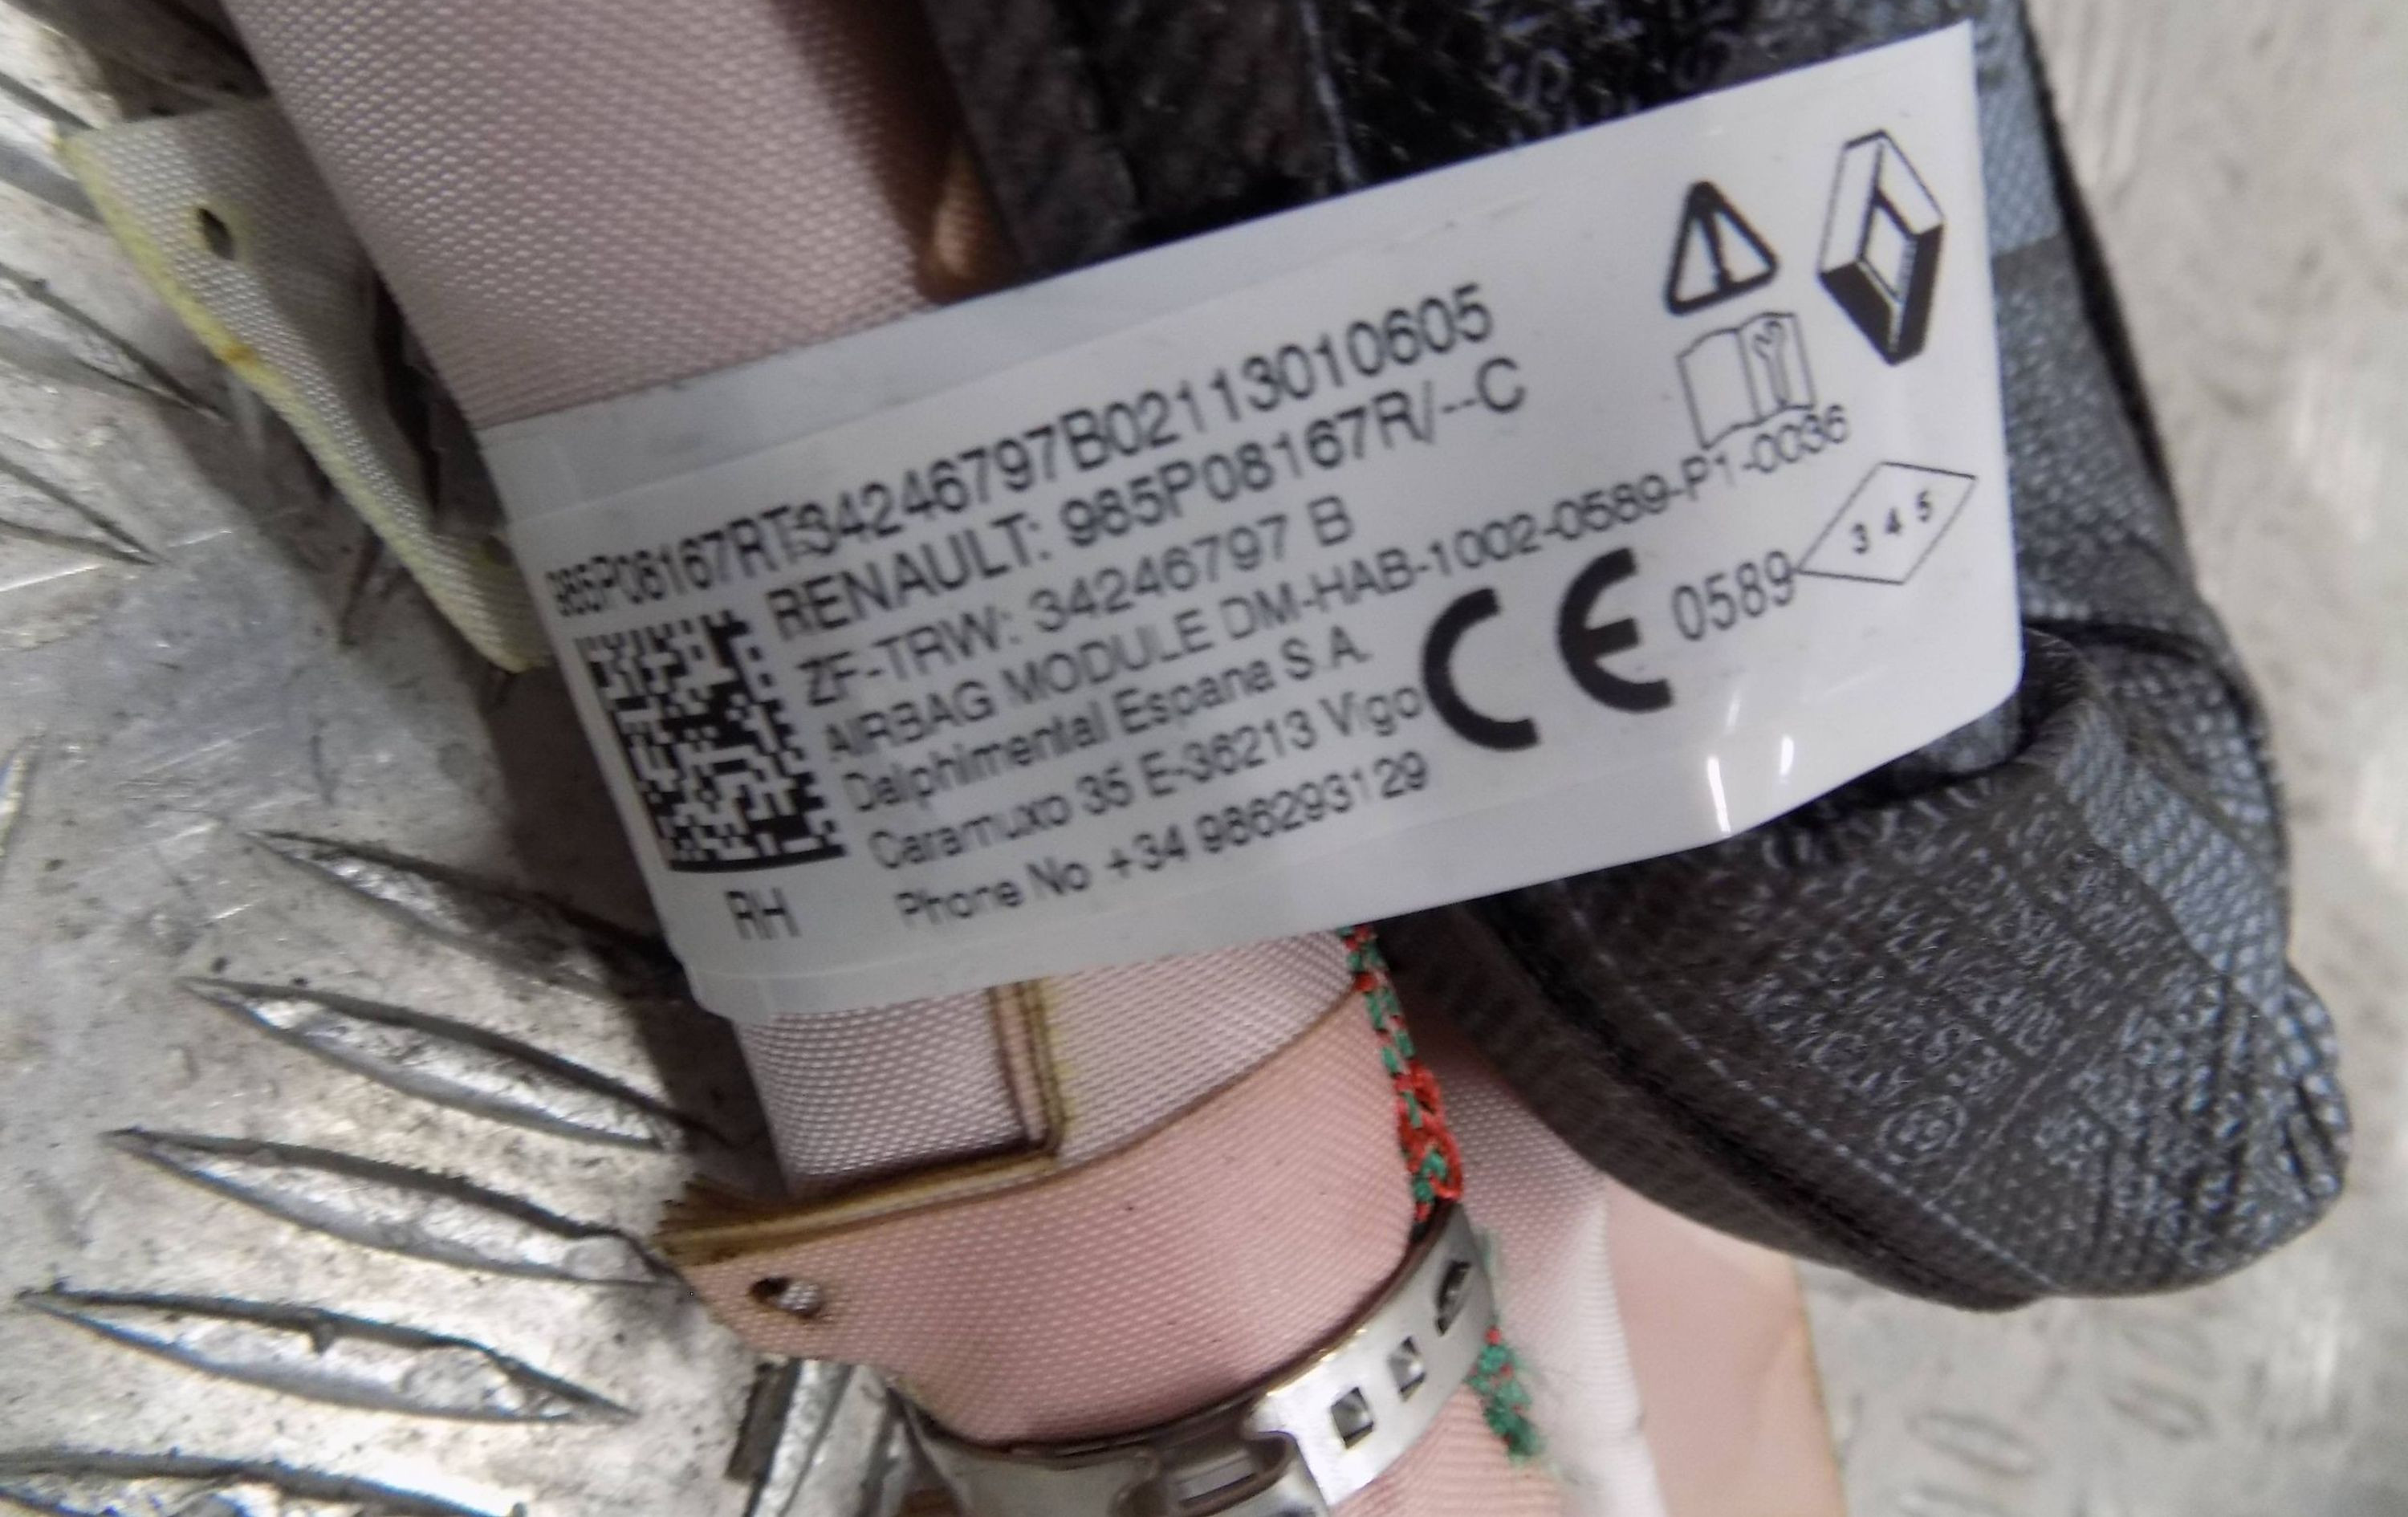 985P08167RT34246797B02113010605
RENAULT: 985P08167R/--C
ZF-TRW: 34246797 B
AIRBAG MODULE DM-HAB-1002-0589-P1-0036
Dalphimental Espana S.A.
Caramuxo 35 E-36213 Vigo
Phone No +34 986293129
CE 0589
3 4 5
RH